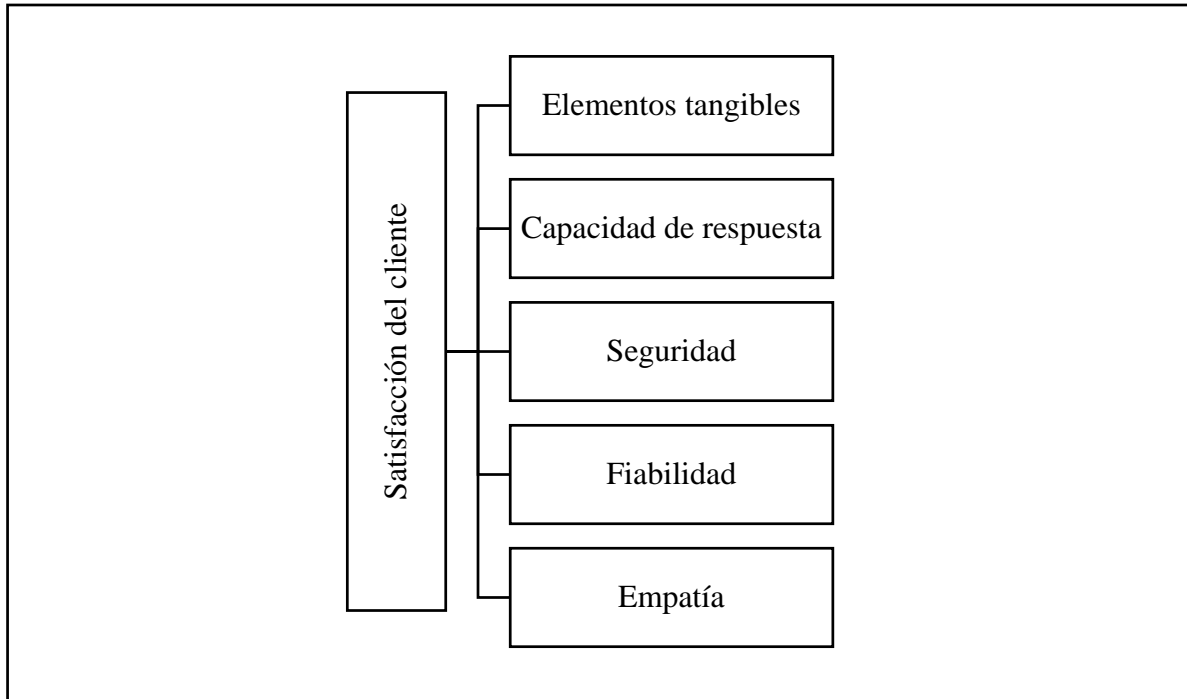 Satisfacción del cliente
Elementos tangibles
Capacidad de respuesta
Seguridad
Fiabilidad
Empatía